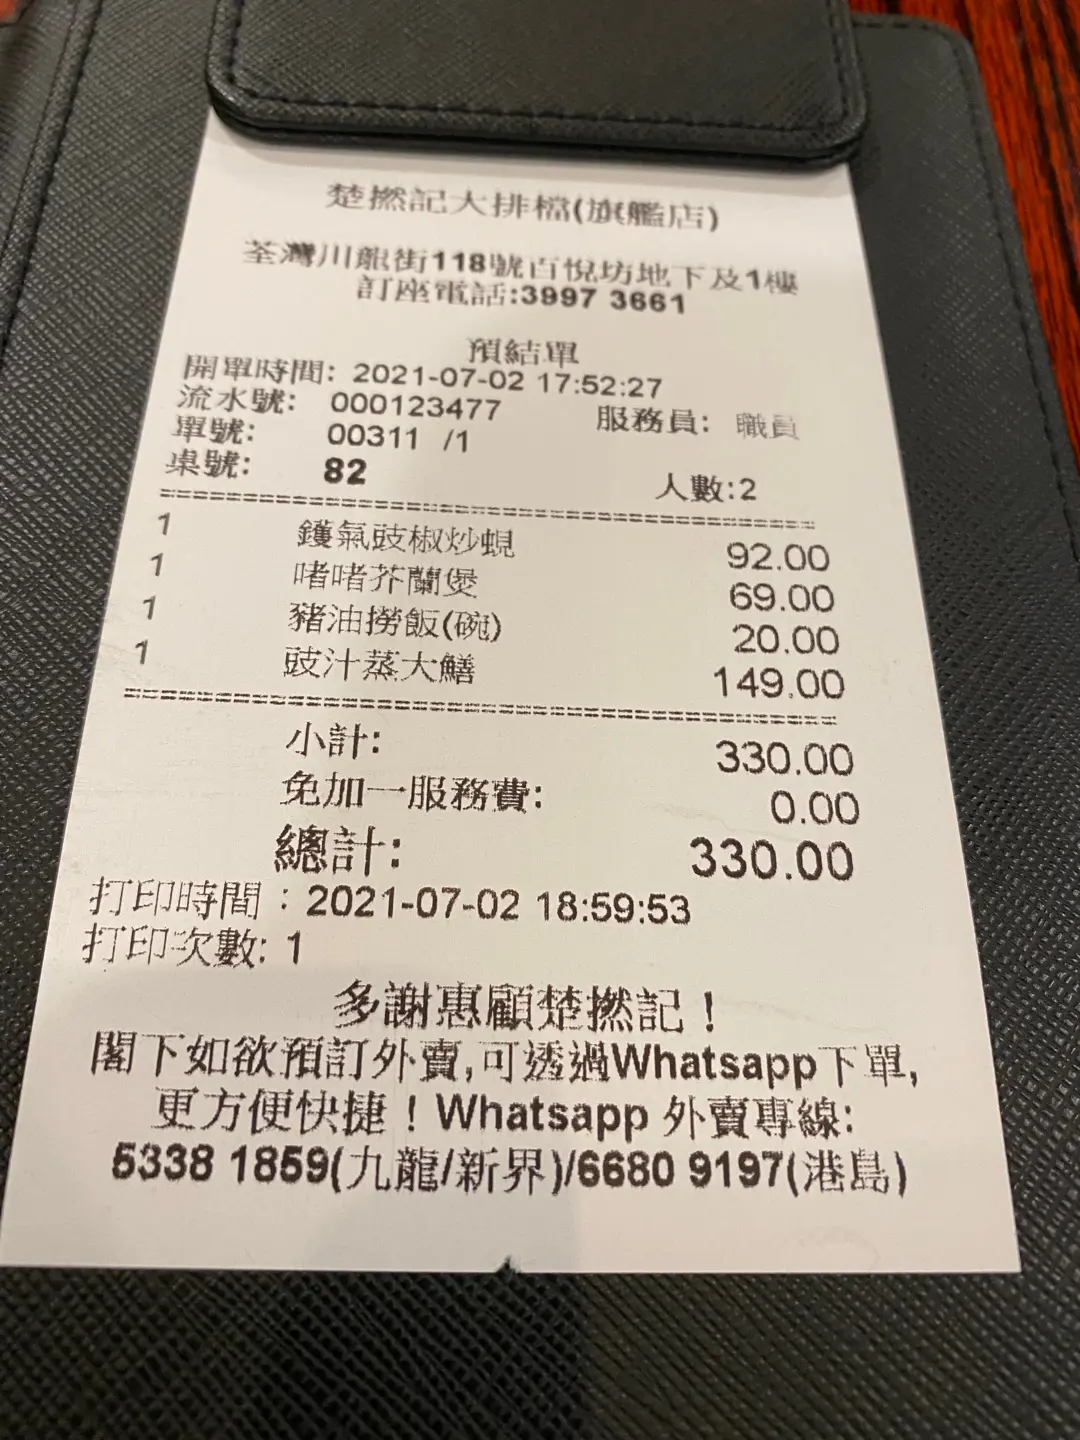 楚撚記大排檔(旗艦店)
荃灣川龍街118號百悅坊地下及1樓
訂座電話:3997 3661
預結單
開單時間: 2021-07-02 17:52:27
流水號: 000123477 服務員: 職員
單號: 00311 /1
桌號: 82 人數:2
1 鑊氣豉椒炒蜆 92.00
1 啫啫芥蘭煲 69.00
1 豬油撈飯(碗) 20.00
1 豉汁蒸大鱔 149.00
小計: 330.00
免加一服務費: 0.00
總計: 330.00
打印時間：2021-07-02 18:59:53
打印次數: 1
多謝惠顧楚撚記！
閣下如欲預訂外賣,可透過Whatsapp下單,
更方便快捷！Whatsapp 外賣專線:
5338 1859(九龍/新界)/6680 9197(港島)